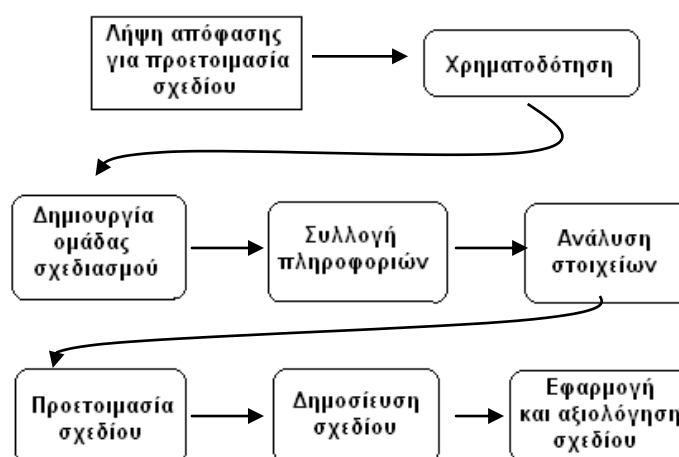 Λήψη απόφασης
για προετοιμασία
σχεδίου
Χρηματοδότηση
Δημιουργία
ομάδας
σχεδιασμού
Συλλογή
πληροφοριών
Ανάλυση
στοιχείων
Προετοιμασία
σχεδίου
Δημοσίευση
σχεδίου
Εφαρμογή
και αξιολόγηση
σχεδίου